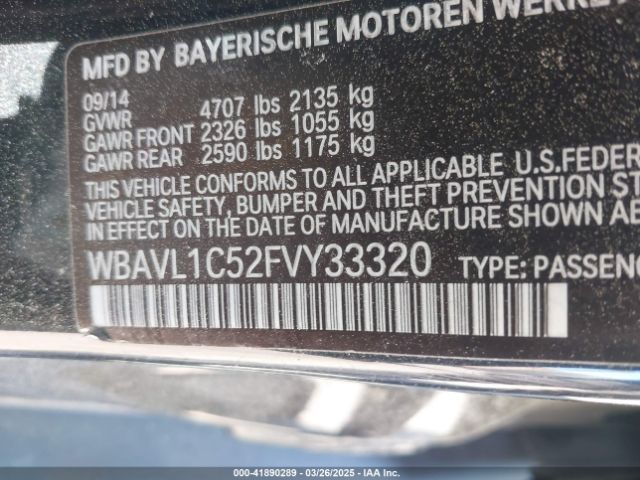 MFD BY BAYERISCHE MOTOREN
09/14
GVWR 4707 lbs 2135 kg
GAWR FRONT 2326 lbs 1055 kg
GAWR REAR 2590 lbs 1175 kg
THIS VEHICLE CONFORMS TO ALL APPLICABLE U.S.FEDER
VEHICLE SAFETY, BUMPER AND THEFT PREVENTION ST
IN EFFECT ON THE DATE OF MANUFACTURE SHOWN ABO
WBAVL1C52FVY33320 TYPE: PASSENG
000-41890289 | 03/26/2025 — IAA Inc.